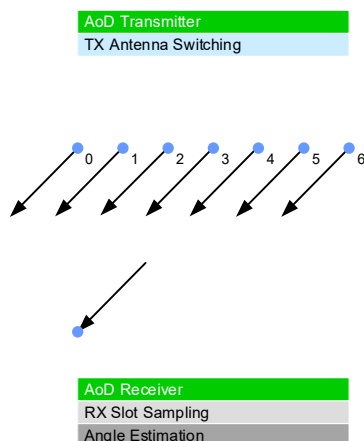 AoD Transmitter
TX Antenna Switching
0 1 2 3 4 5 6
AoD Receiver
RX Slot Sampling
Angle Estimation